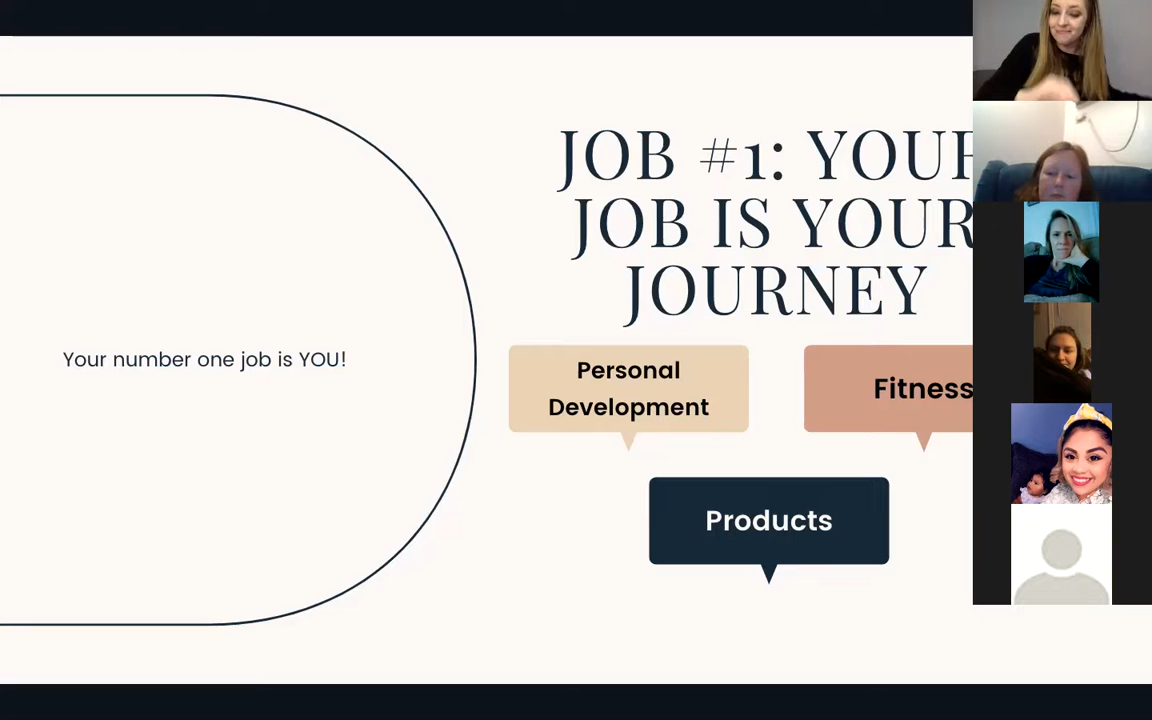 JOB #1: YOUR
JOB IS YOUR
JOURNEY
Your number one job is YOU!
Personal
Development
Fitness
Products